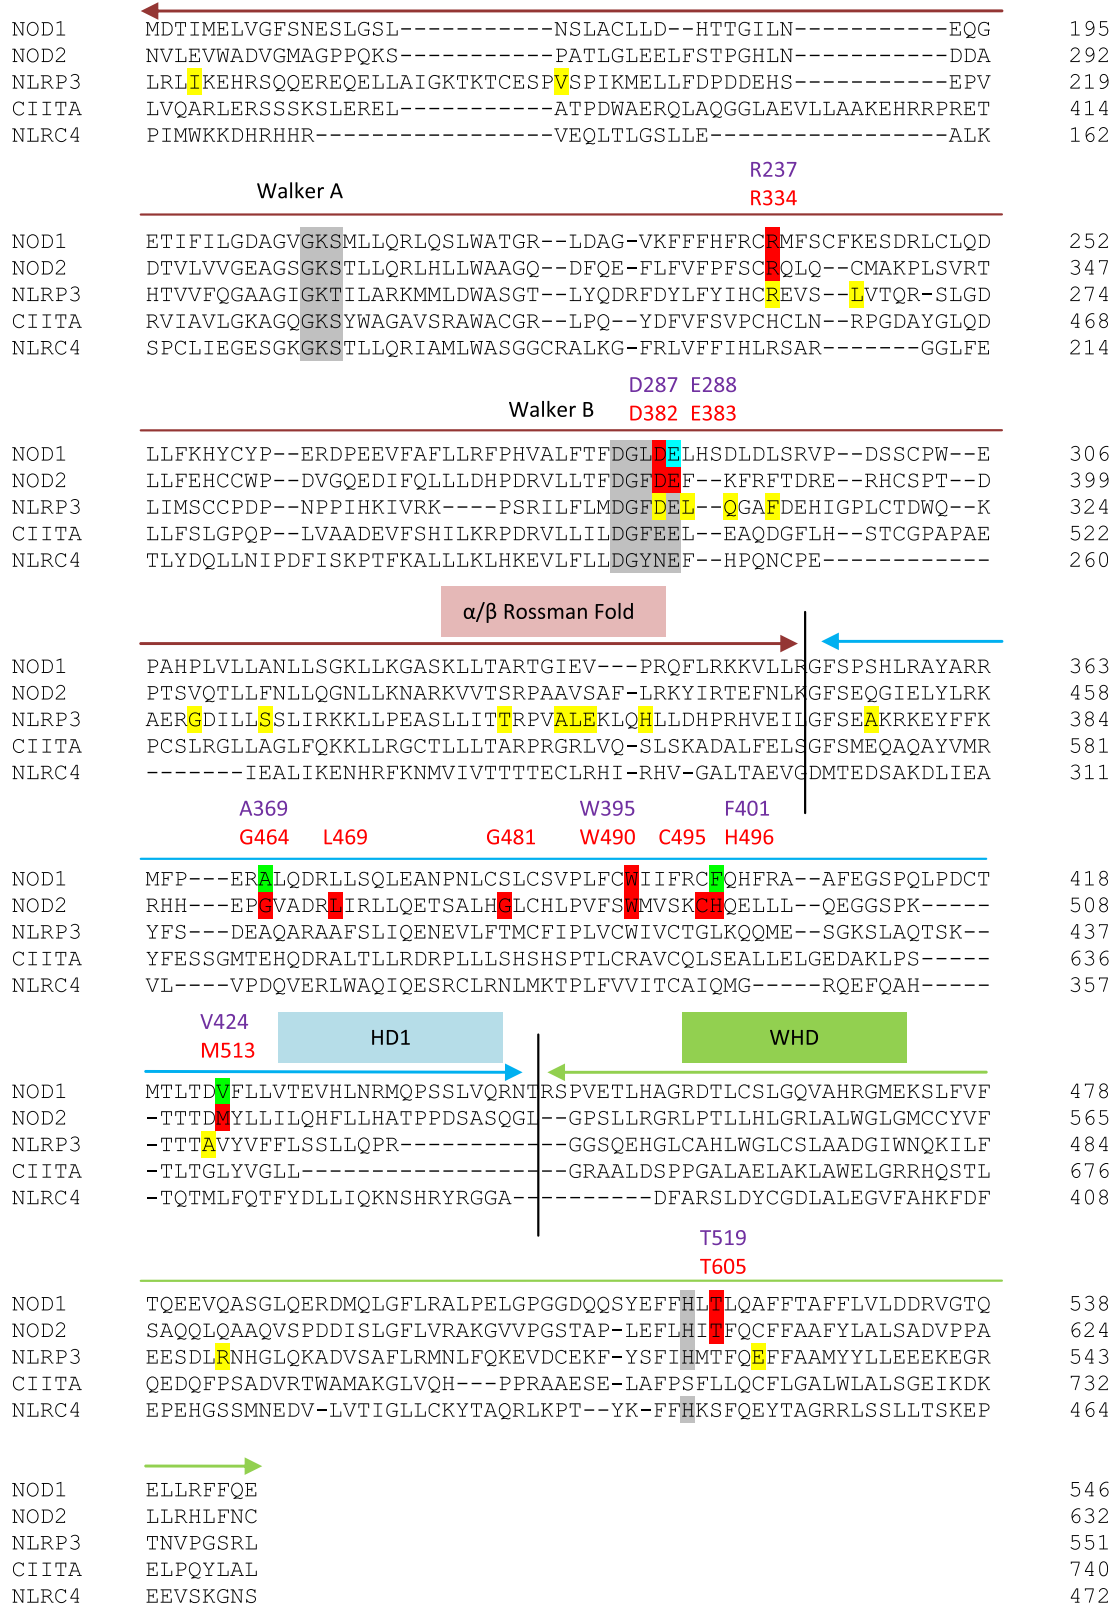 NOD1 MDTIMELVGFSNESLGSL-----------NSLACLLD--HTTGILN----------EQG 195
NOD2 NVLEVWADVGMAGPPQKS-----------PATLGLEELFSTPGHLN----------DDA 292
NLRP3 LRLIKEHRSQQEREQELLAIGKTKTCESPVSPIKMELLFDPDDEHS----------EPV 219
CIITA LVQARLERSSSKSLEREL-----------ATPDWAERQLAQGGLAEVLLAAKEHRRPRET 414
NLRC4 PIMWKKDHRHHR-----------------VEQLTLGSLLE----------------ALK 162
R237
Walker A R334
NOD1 ETIFILGDAGVGKSMLLQRLQSLWATGR--LDAG-VKFFFHFRCRMFSCFKESDRLCLQD 252
NOD2 DTVLVVGEAGSGKSTLLQRLHLLWAAGQ--DFQE-FLFVFPFSCRQLQ--CMAKPLSVRT 347
NLRP3 HTVVFQGAAGIGKTILARKMMLDWASGT--LYQDRFDYLFYIHCREVS--LVTQR-SLGD 274
CIITA RVIAVLGKAGQGKSYWAGAVSRAWACGR--LPQ--YDFVFSVPCHCLN--RPGDAYGLQD 468
NLRC4 SPCLIEGESGKGKSTLLQRIAMLWASGGCRALKG-FRLVFFIHLRSAR-------GGLFE 214
D287 E288
Walker B D382 E383
NOD1 LLFKHYCYP--ERDPEEVFAFLLRFPHVALFTFDGLDELHSDLDLSRVP--DSSCPW--E 306
NOD2 LLFEHCCWP--DVGQEDIFQLLLDHPDRVLLTFDGFDEF--KFRFTDRE--RHCSPT--D 399
NLRP3 LIMSCCPDP--NPPIHKIVRK----PSRILFLMDGFDELQGAFDEHIGPLCTDWQ--K 324
CIITA LLFSLGPQP--LVAADEVFSHILKRPDRVLLILDGFEELEAQDGFLH--STCGPAPAE 522
NLRC4 TLYDQLLNIPDFISKPTFKALLLKLHKEVLFLLDGYNEF--HPQNCPE---------- 260
α/β Rossman Fold
NOD1 PAHPLVLLANLLSGKLLKGASKLLTARTGIEV---PRQFLRKKVLLRGFSPSHLRAYARR 363
NOD2 PTSVQTLLFNLLQGNLLKNARKVVTSRPAAVSAF-LRKYIRTEFNLKGFSEQGIELYLRK 458
NLRP3 AERGDILLSSLIRKKLLPEASLLITTRPVALEKLQHLLDHPRHVEILGFSEAKRKEYFFK 384
CIITA PCSLRGLLAGLFQKKLLRGCTLLLTARPRGRLVQ-SLSKADALFELSGFSMEQAQAYVMR 581
NLRC4 -------IEALIKENHRFKNMVIVTTTTECLRHI-RHV-GALTAEVGDMTEDSAKDLIEA 311
A369 W395 F401
G464 L469 G481 W490 C495 H496
NOD1 MFP---ERALQDRLLSQLEANPNLCSLCSVPLFCWIIFRCFQHFRA--AFEGSPQLPDCT 418
NOD2 RHH---EPGVADRLIRLLQETSALHGLCHLPVFSWMVSKCHQELLL--QEGGSPK----- 508
NLRP3 YFS---DEAQARAAFSLIQENEVLFTMCFIPLVCWIVCTGLKQQME--SGKSLAQTSK-- 437
CIITA YFESSGMTEHQDRALTLLRDRPLLLSHSHSPTLCRAVCQLSEALLELGEDAKLPS----- 636
NLRC4 VL----VPDQVERLWAQIQESRCLRNLMKTPLFVVITCAIQMG-----RQEFQAH----- 357
V424
M513 HD1 WHD
NOD1 MTLTDVFLLVTEVHLNRMQPSSLVQRNTRSPVETLHAGRDTLCSLGQVAHRGMEKSLFVF 478
NOD2 -TTTDMYLLILQHFLLHATPPDSASQGL--GPSLLRGRLPTLLHLGRLALWGLGMCCYVF 565
NLRP3 -TTTAVYVFFLSSLLQPR------------GGSQEHGLCAHLWGLCSLAADGIWNQKILF 484
CIITA -TLTGLYVGLL-------------------GRAALDSPPGALAELAKLAWELGRRHQSTL 676
NLRC4 -TQTMLFQTFYDLLIQKNSHRYRGGA----------DFARSLDYCGDLALEGVFAHKFDF 408
T519
T605
NOD1 TQEEVQASGLQERDMQLGFLRALPELGPGGDQQSYEFFHLTLQAFFTAFFLVLDDRVGTQ 538
NOD2 SAQQLQAAQVSPDDISLGFLVRAKGVVPGSTAP-LEFLHITFQCFFAAFYLALSADVPPA 624
NLRP3 EESDLRNHGLQKADVSAFLRMNLFQKEVDCEKF-YSFIHMTFQEFFAAMYYLLEEEKEGR 543
CIITA QEDQFPSADVRTWAMAKGLVQH---PPRAAESE-LAFPSFLLQCFLGALWLALSGEIKDK 732
NLRC4 EPEHGSSMNEDV-LVTIGLLCKYTAQRLKPT--YK-FFHKSFQEYTAGRRLSSLLTSKEP 464
NOD1 ELLRFFQE 546
NOD2 LLRHLFNC 632
NLRP3 TNVPGSRL 551
CIITA ELPQYLAL 740
NLRC4 EEVSKGNS 472